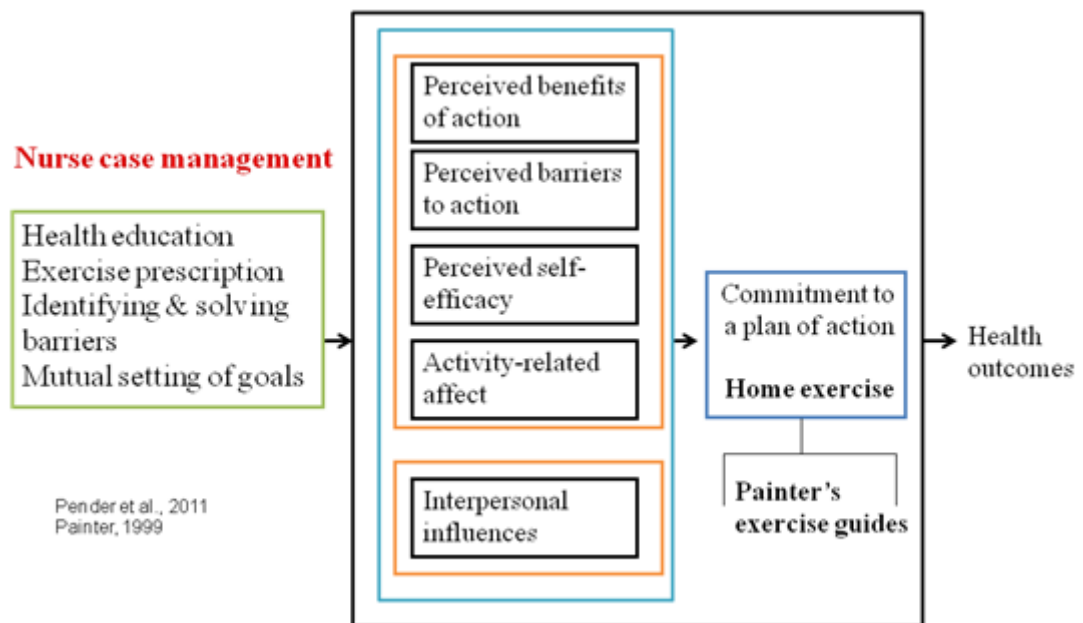 Nurse case management
Health education
Exercise prescription
Identifying & solving
barriers
Mutual setting of goals
Pender et al., 2011
Painter, 1999
Perceived benefits
of action
Perceived barriers
to action
Perceived self-
efficacy
Activity-related
affect
Interpersonal
influences
Commitment to
a plan of action
Home exercise
Painter's
exercise guides
Health
outcomes